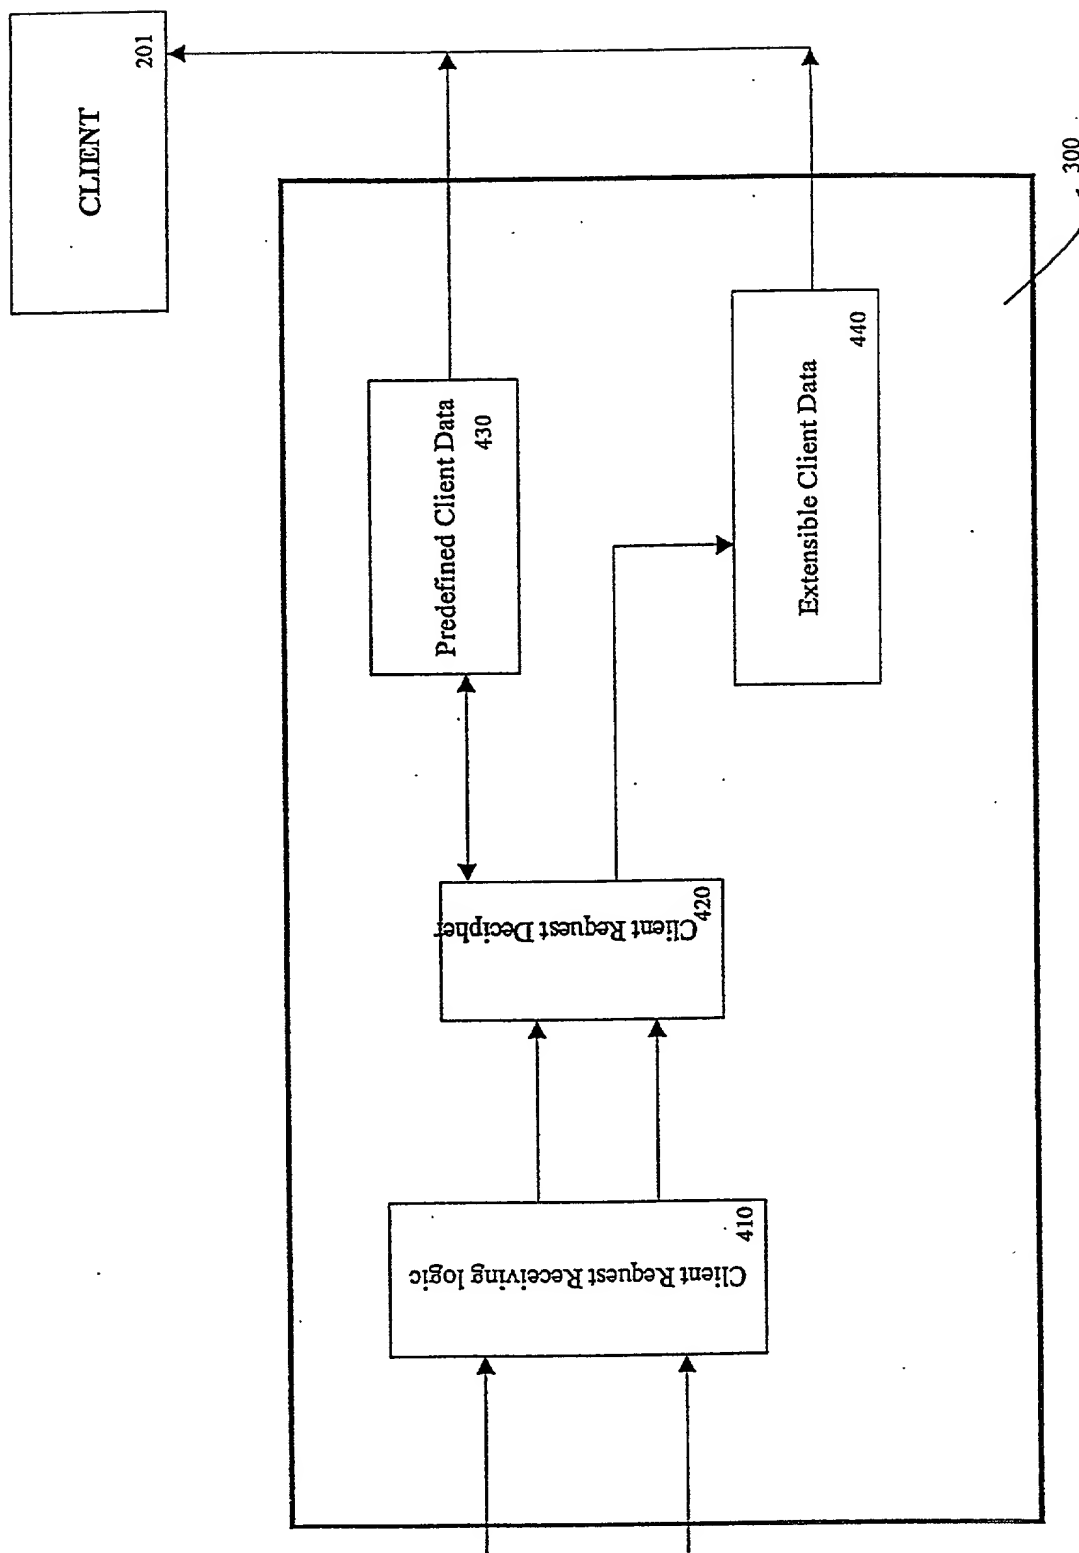 CLIENT
201
300
Predefined Client Data
430
Extensible Client Data
440
Client Request Decipher
420
Client Request Receiving logic
410